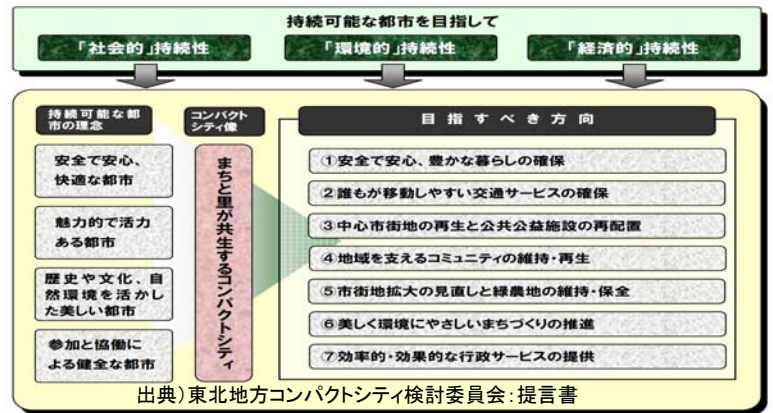 持続可能な都市を目指して
「社会的」持続性
「環境的」持続性
「経済的」持続性
持続可能な都
市の理念
安全で安心、
快適な都市
魅力的で活力
ある都市
歴史や文化、自
然環境を活かし
た美しい都市
参加と協働に
よる健全な都市
コンパクト
シティ像
まちと里が共生するコンパクトシティ
目指すべき方向
①安全で安心、豊かな暮らしの確保
②誰もが移動しやすい交通サービスの確保
③中心市街地の再生と公共公益施設の再配置
④地域を支えるコミュニティの維持・再生
⑤市街地拡大の見直しと緑農地の維持・保全
⑥美しく環境にやさしいまちづくりの推進
⑦効率的・効果的な行政サービスの提供
出典)東北地方コンパクトシティ検討委員会:提言書